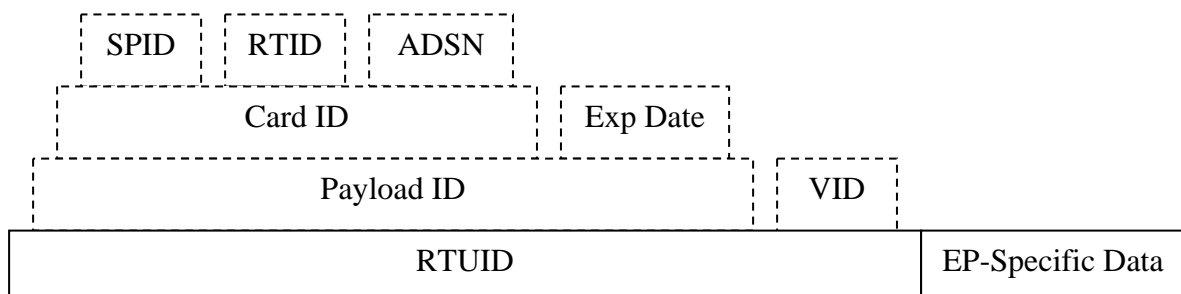 SPID RTID ADSN
Card ID Exp Date
Payload ID VID
RTUID EP-Specific Data